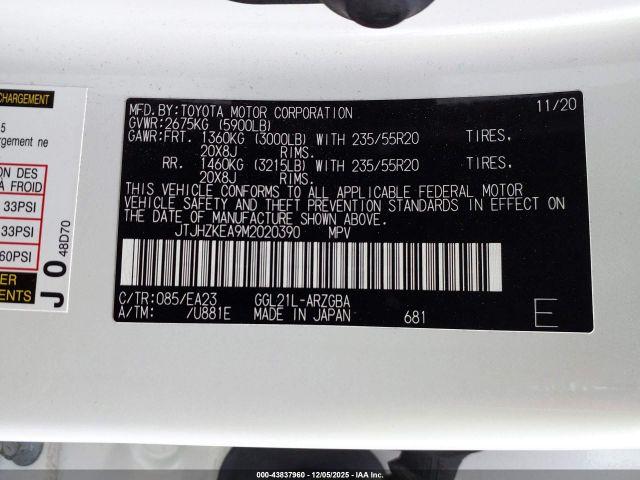 CHARGEMENT
5
rgement ne
ON DES
À FROID
33PSI
33PSI
60PSI
ER
ENTS
J 0 48D70
MFD.BY:TOYOTA MOTOR CORPORATION 11/20
GVWR:2675KG (5900LB)
GAWR:FRT. 1360KG (3000LB) WITH 235/55R20 TIRES,
20X8J RIMS.
RR. 1460KG (3215LB) WITH 235/55R20 TIRES,
20X8J RIMS.
THIS VEHICLE CONFORMS TO ALL APPLICABLE FEDERAL MOTOR
VEHICLE SAFETY AND THEFT PREVENTION STANDARDS IN EFFECT ON
THE DATE OF MANUFACTURE SHOWN ABOVE.
JTJHZKEA9M2020390 MPV
C/TR:085/EA23 GGL21L-ARZGBA
A/TM: /U881E MADE IN JAPAN 681 E
000-43837960 12/05/2025 IAA Inc.